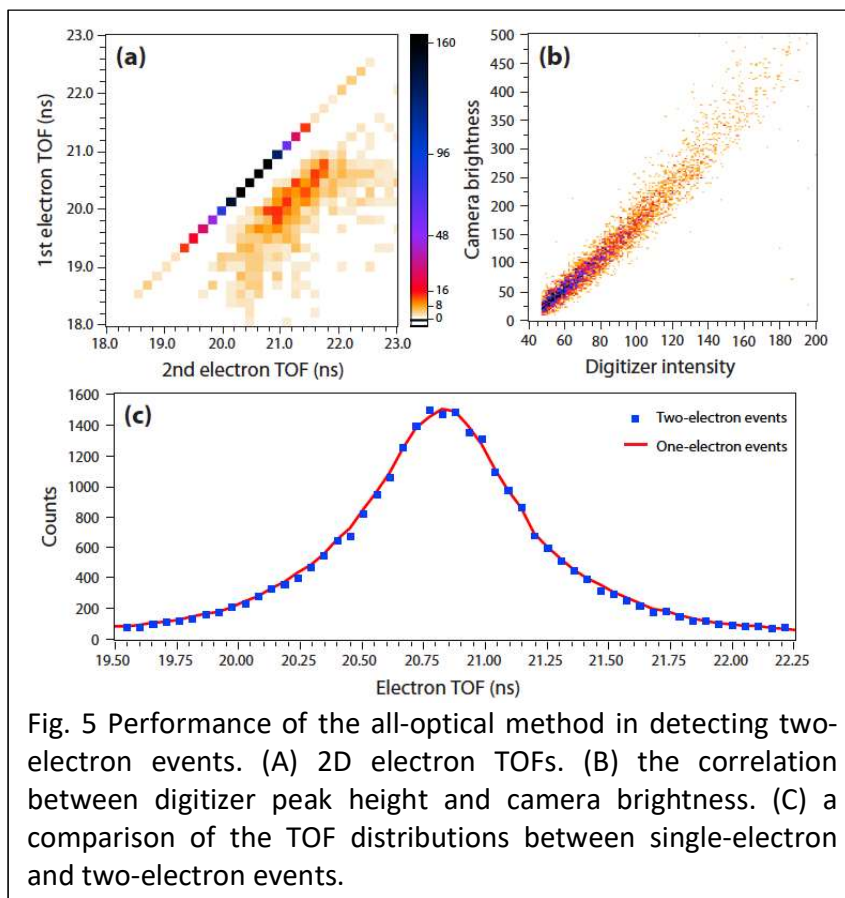 (a)
23.0
22.0
21.0
20.0
19.0
18.0
1st electron TOF (ns)
18.0 19.0 20.0 21.0 22.0 23.0
2nd electron TOF (ns)
160
96
48
16
8
0
(b)
500
450
400
350
300
250
200
150
100
50
0
Camera brightness
40 60 80 100 120 140 160 180 200
Digitizer intensity
(c)
1600
1400
1200
1000
800
600
400
200
0
Counts
Two-electron events
One-electron events
19.50 19.75 20.00 20.25 20.50 20.75 21.00 21.25 21.50 21.75 22.00 22.25
Electron TOF (ns)
Fig. 5 Performance of the all-optical method in detecting two-
electron events. (A) 2D electron TOFs. (B) the correlation
between digitizer peak height and camera brightness. (C) a
comparison of the TOF distributions between single-electron
and two-electron events.